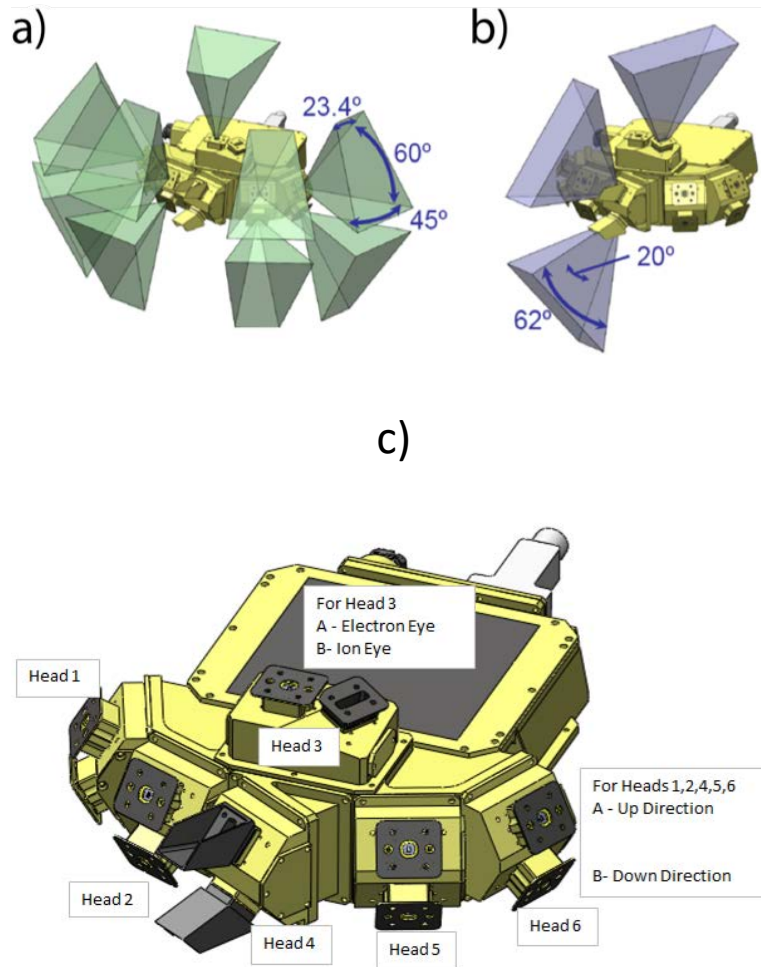 a)
b)
23.4º
60º
45º
20º
62º
c)
For Head 3
A - Electron Eye
B- Ion Eye
Head 1
Head 3
For Heads 1,2,4,5,6
A - Up Direction
B- Down Direction
Head 2
Head 4
Head 5
Head 6